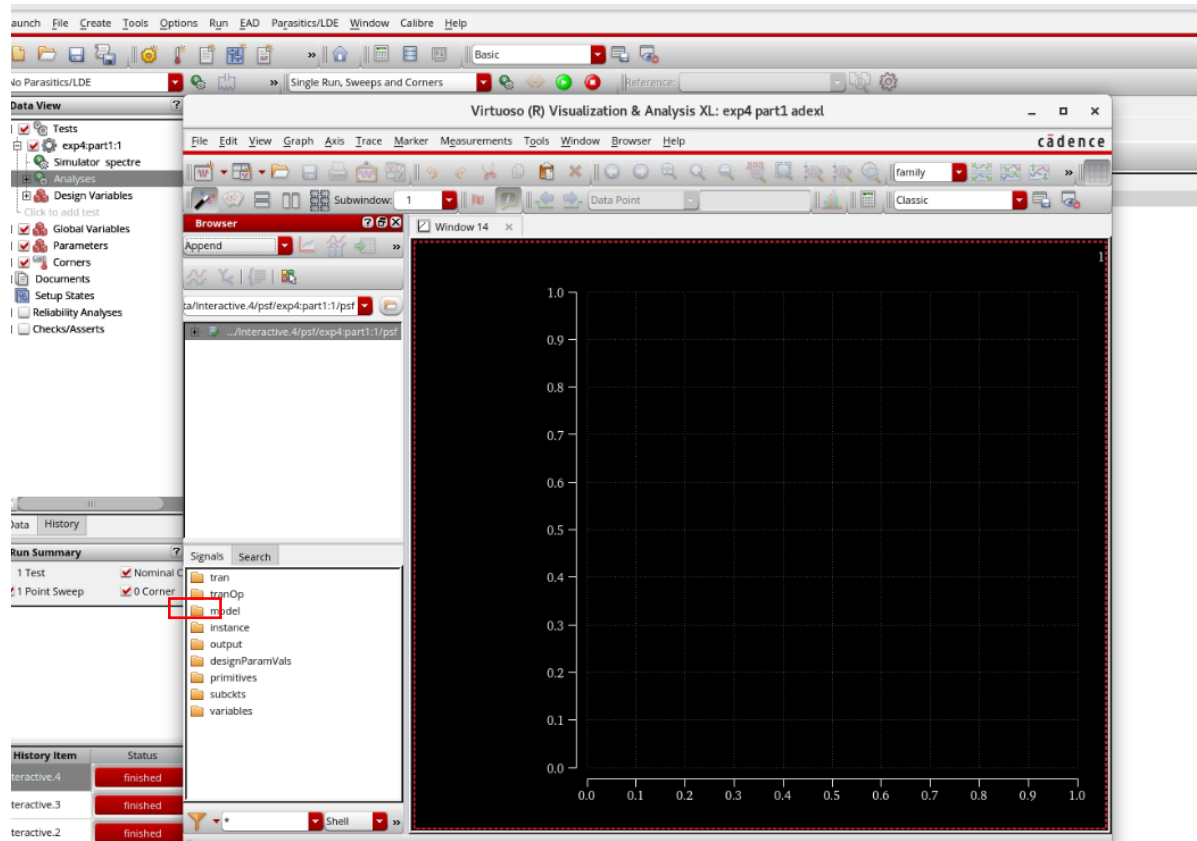 aunch File Create Tools Options Run EAD Parasitics/LDE Window Calibre Help
» Basic
No Parasitics/LDE » Single Run, Sweeps and Corners Reference:
Data View ?
Virtuoso (R) Visualization & Analysis XL: exp4 part1 adexl
Tests
exp4:part1:1
Simulator spectre
Analyses
Design Variables
Click to add test
Global Variables
Parameters
Corners
Documents
Setup States
Reliability Analyses
Checks/Asserts
Data History
Run Summary ?
1 Test Nominal C
1 Point Sweep 0 Corner
History Item Status
teractive.4 finished
teractive.3 finished
teractive.2 finished
File Edit View Graph Axis Trace Marker Measurements Tools Window Browser Help cādence
family »
Subwindow: 1 Data Point Classic
Browser
Append »
ta/Interactive.4/psf/exp4:part1:1/psf
.../Interactive.4/psf/exp4:part1:1/psf
Signals Search
tran
tranOp
model
instance
output
designParamVals
primitives
subckts
variables
* Shell »
Window 14
1
1.0
0.9
0.8
0.7
0.6
0.5
0.4
0.3
0.2
0.1
0.0
0.0 0.1 0.2 0.3 0.4 0.5 0.6 0.7 0.8 0.9 1.0